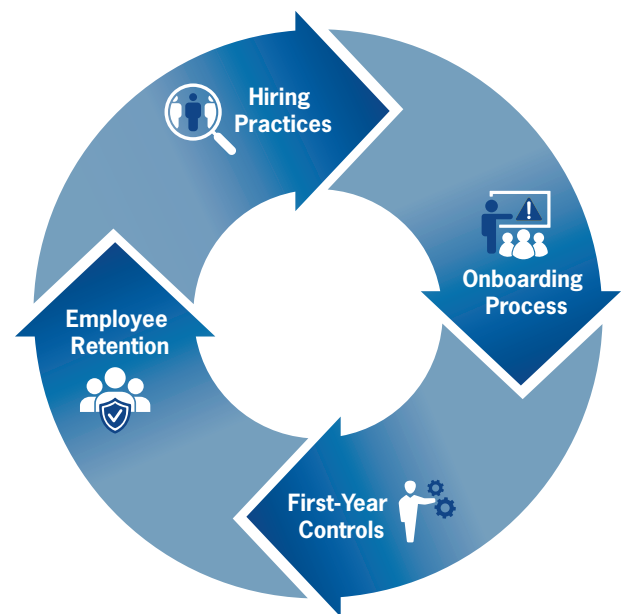 Hiring
Practices
Onboarding
Process
First-Year
Controls
Employee
Retention